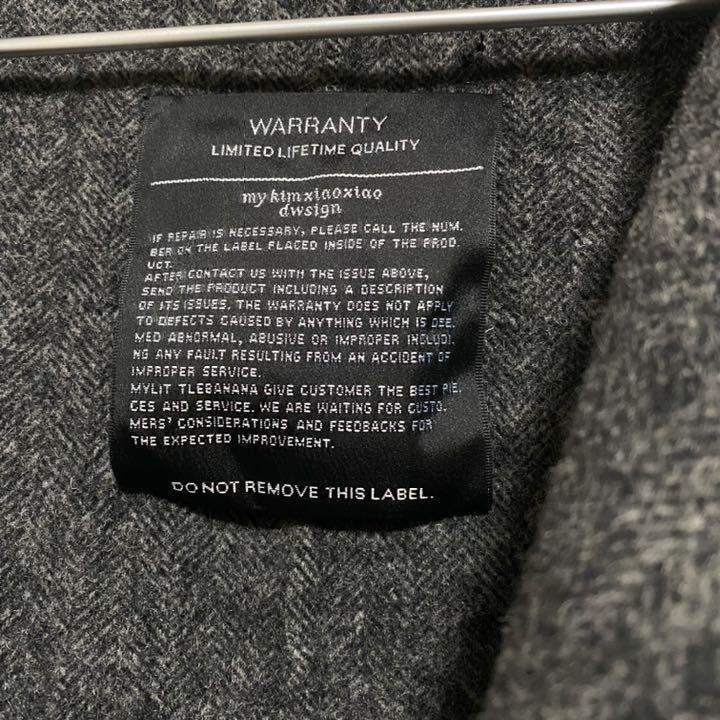 WARRANTY
LIMITED LIFETIME QUALITY
mykimxiaoxiao
dwsign
IF REPAIR IS NECESSARY, PLEASE CALL THE NUM.
BER ON THE LABEL PLACED INSIDE OF THE PROD.
UCT.
AFTER CONTACT US WITH THE ISSUE ABOVE,
SEND THE PRODUCT INCLUDING A DESCRIPTION
OF ITS ISSUES, THE WARRANTY DOES NOT APPLY
TO DEFECTS CAUSED BY ANYTHING WHICH IS DEE.
MED ABNORMAL, ABUSIVE OR IMPROPER INCLUDI.
NG ANY FAULT RESULTING FROM AN ACCIDENT OF
IMPROPER SERVICE.
MYLIT TLEBANANA GIVE CUSTOMER THE BEST PIE.
CES AND SERVICE. WE ARE WAITING FOR CUSTO.
MERS' CONSIDERATIONS AND FEEDBACKS FOR
THE EXPECTED IMPROVEMENT.
DO NOT REMOVE THIS LABEL.